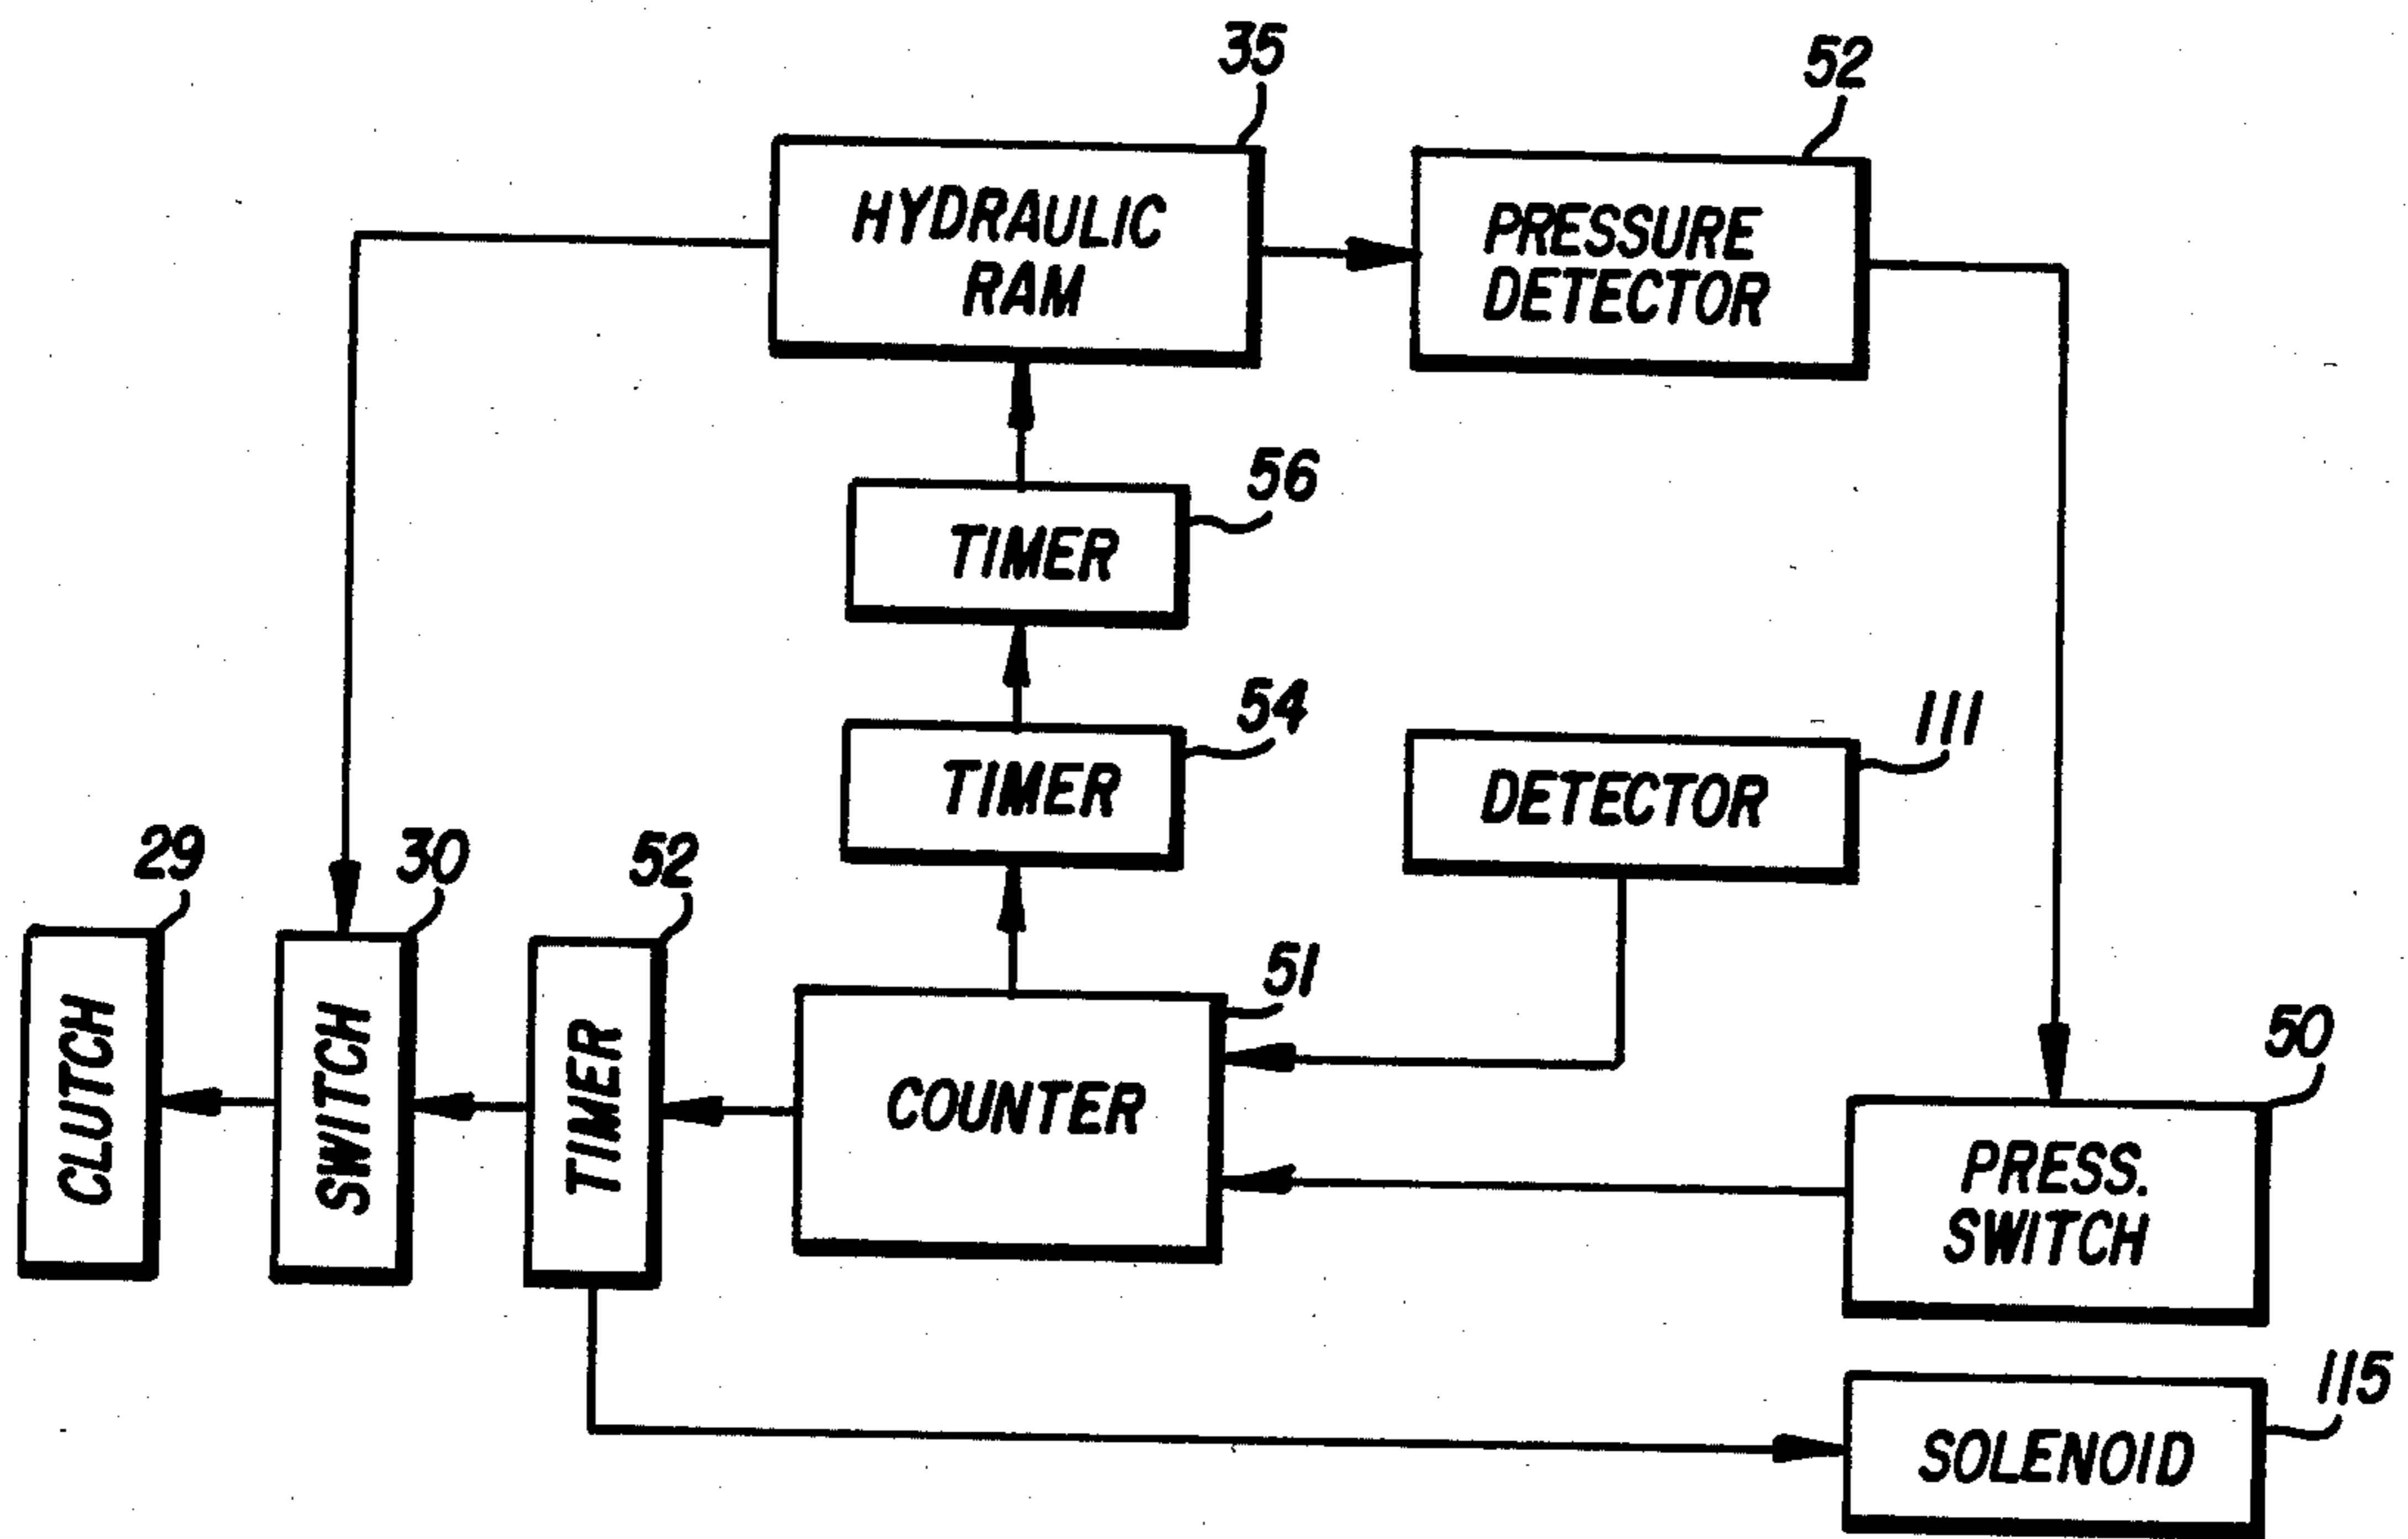 35
52
HYDRAULIC
RAM
PRESSURE
DETECTOR
56
TIMER
54
TIMER
111
DETECTOR
29
30
52
51
50
CLUTCH
SWITCH
TIMER
COUNTER
PRESS.
SWITCH
115
SOLENOID